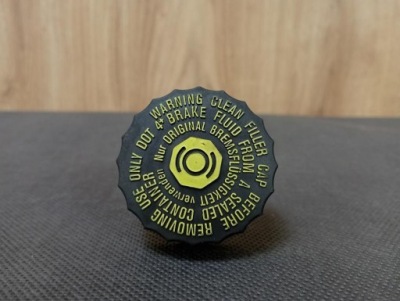 WARNING CLEAN FILLER CAP BEFORE REMOVING
USE ONLY DOT 4+ BRAKE FLUID FROM A SEALED CONTAINER
Nur ORIGINAL BREMSFLÜSSIGKEIT verwenden